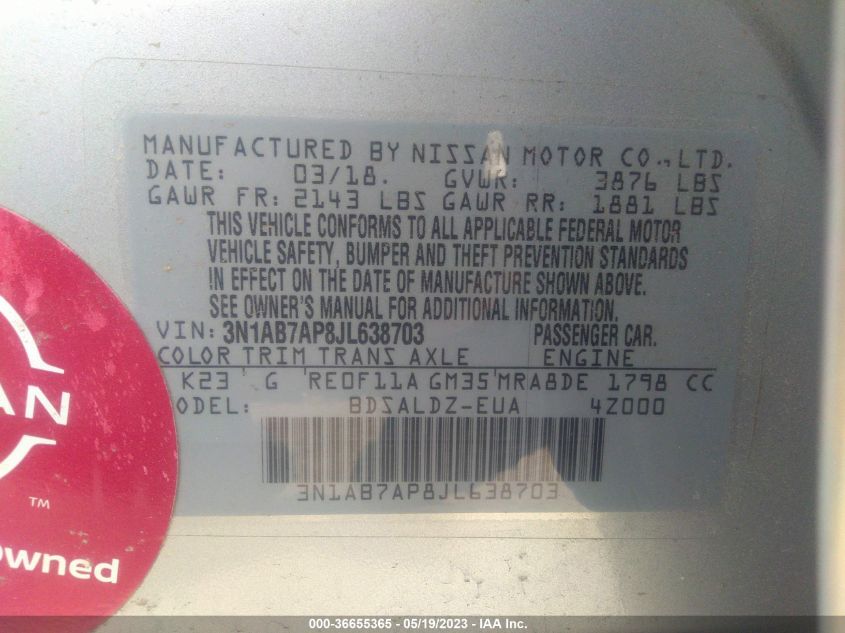 MANUFACTURED BY NISSAN MOTOR CO., LTD.
DATE: 03/18. GVWR: 3876 LBS
GAWR FR: 2143 LBS GAWR RR: 1881 LBS
THIS VEHICLE CONFORMS TO ALL APPLICABLE FEDERAL MOTOR
VEHICLE SAFETY, BUMPER AND THEFT PREVENTION STANDARDS
IN EFFECT ON THE DATE OF MANUFACTURE SHOWN ABOVE.
SEE OWNER'S MANUAL FOR ADDITIONAL INFORMATION.
VIN: 3N1AB7AP8JL638703 PASSENGER CAR.
COLOR TRIM TRANS AXLE ENGINE
K23 G RE0F11A GM35 MRA8DE 1798 CC
MODEL: BDSALDZ-EUA 4Z000
3N1AB7AP8JL638703
AN
TM
Owned
000-36655365 - 05/19/2023 - IAA Inc.